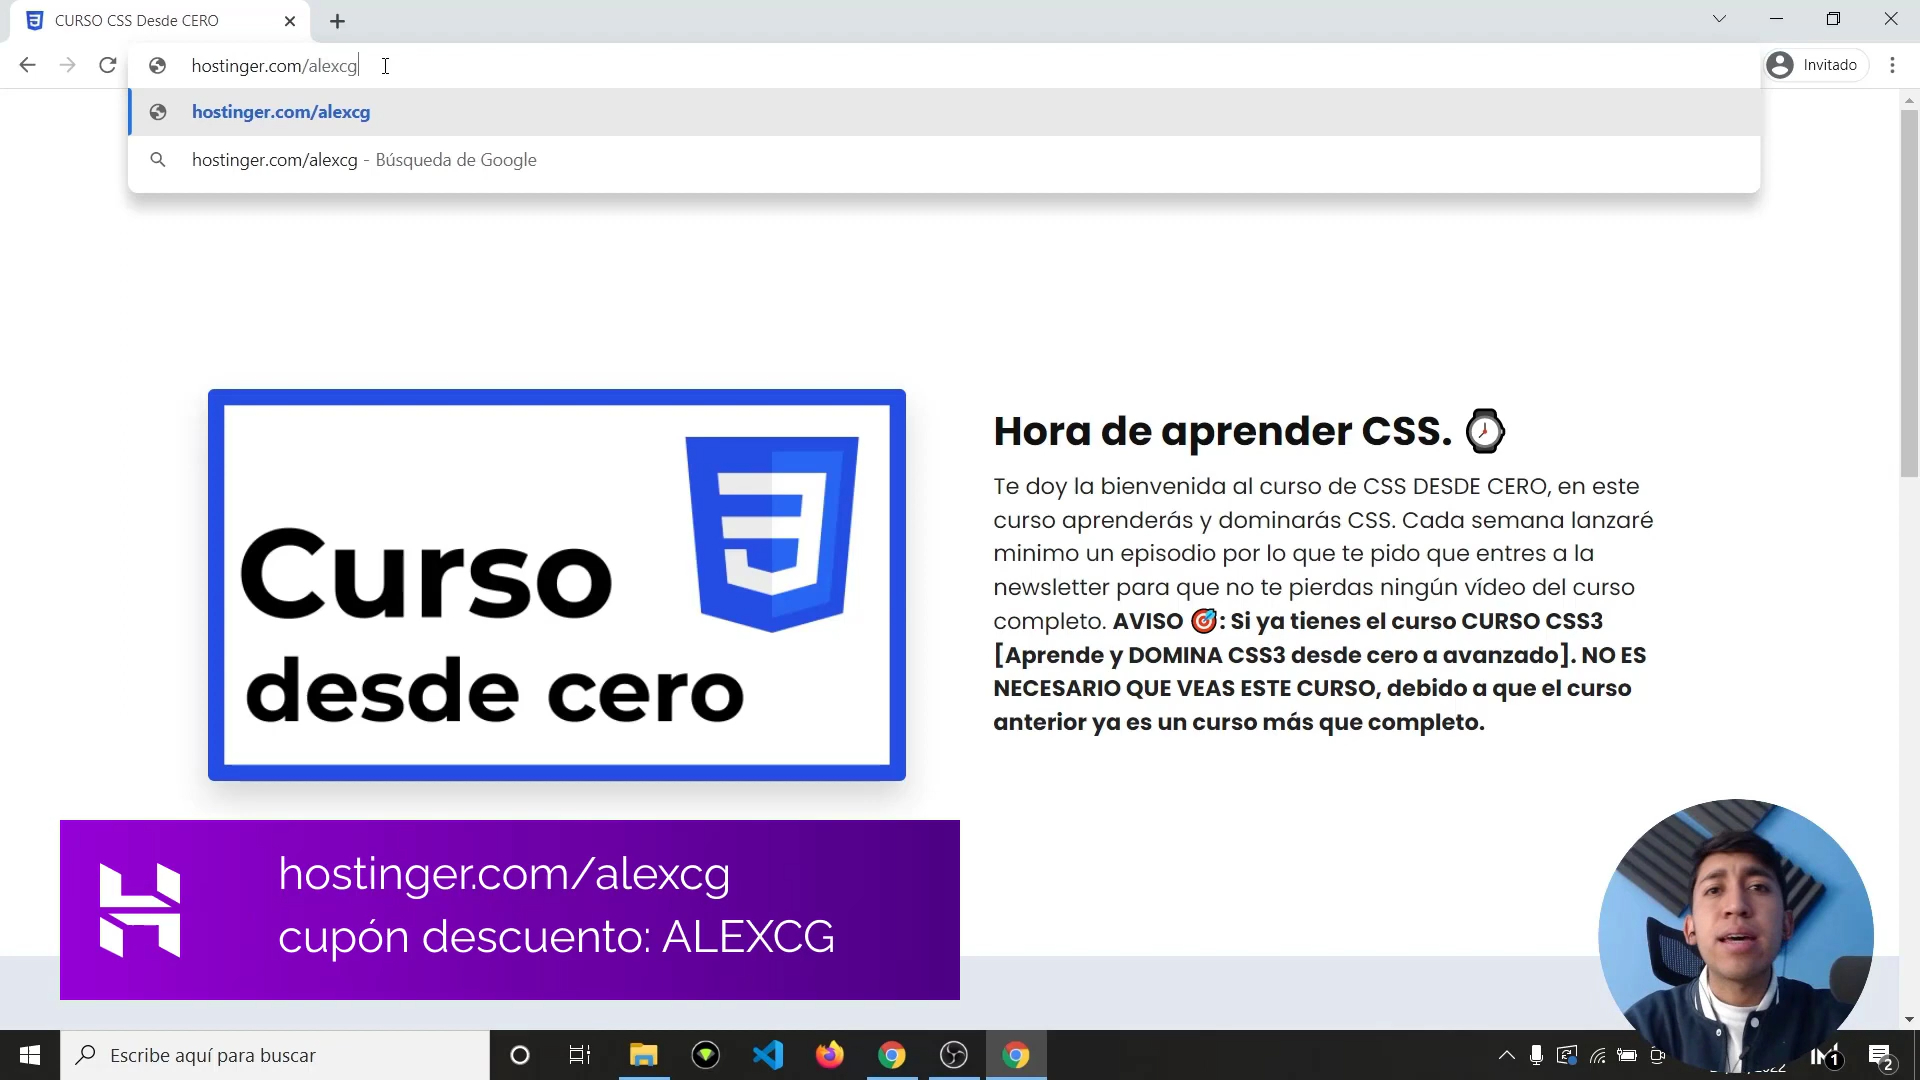 CURSO CSS Desde CERO
hostinger.com/alexcg
Invitado
hostinger.com/alexcg
hostinger.com/alexcg - Búsqueda de Google
Curso
desde cero
Hora de aprender CSS.
Te doy la bienvenida al curso de CSS DESDE CERO, en este
curso aprenderás y dominarás CSS. Cada semana lanzaré
minimo un episodio por lo que te pido que entres a la
newsletter para que no te pierdas ningún vídeo del curso
completo. AVISO 🎯: Si ya tienes el curso CURSO CSS3
[Aprende y DOMINA CSS3 desde cero a avanzado]. NO ES
NECESARIO QUE VEAS ESTE CURSO, debido a que el curso
anterior ya es un curso más que completo.
hostinger.com/alexcg
cupón descuento: ALEXCG
Escribe aquí para buscar
1
2